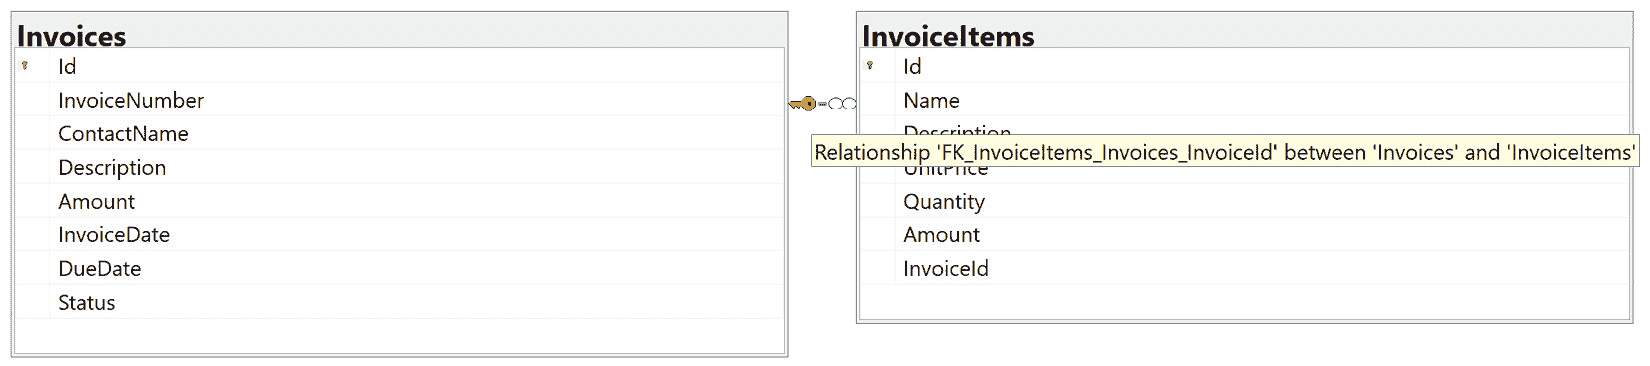 Invoices
Id
InvoiceNumber
ContactName
Description
Amount
InvoiceDate
DueDate
Status
InvoiceItems
Id
Name
Description
Relationship 'FK_InvoiceItems_Invoices_InvoiceId' between 'Invoices' and 'InvoiceItems'
UnitPrice
Quantity
Amount
InvoiceId